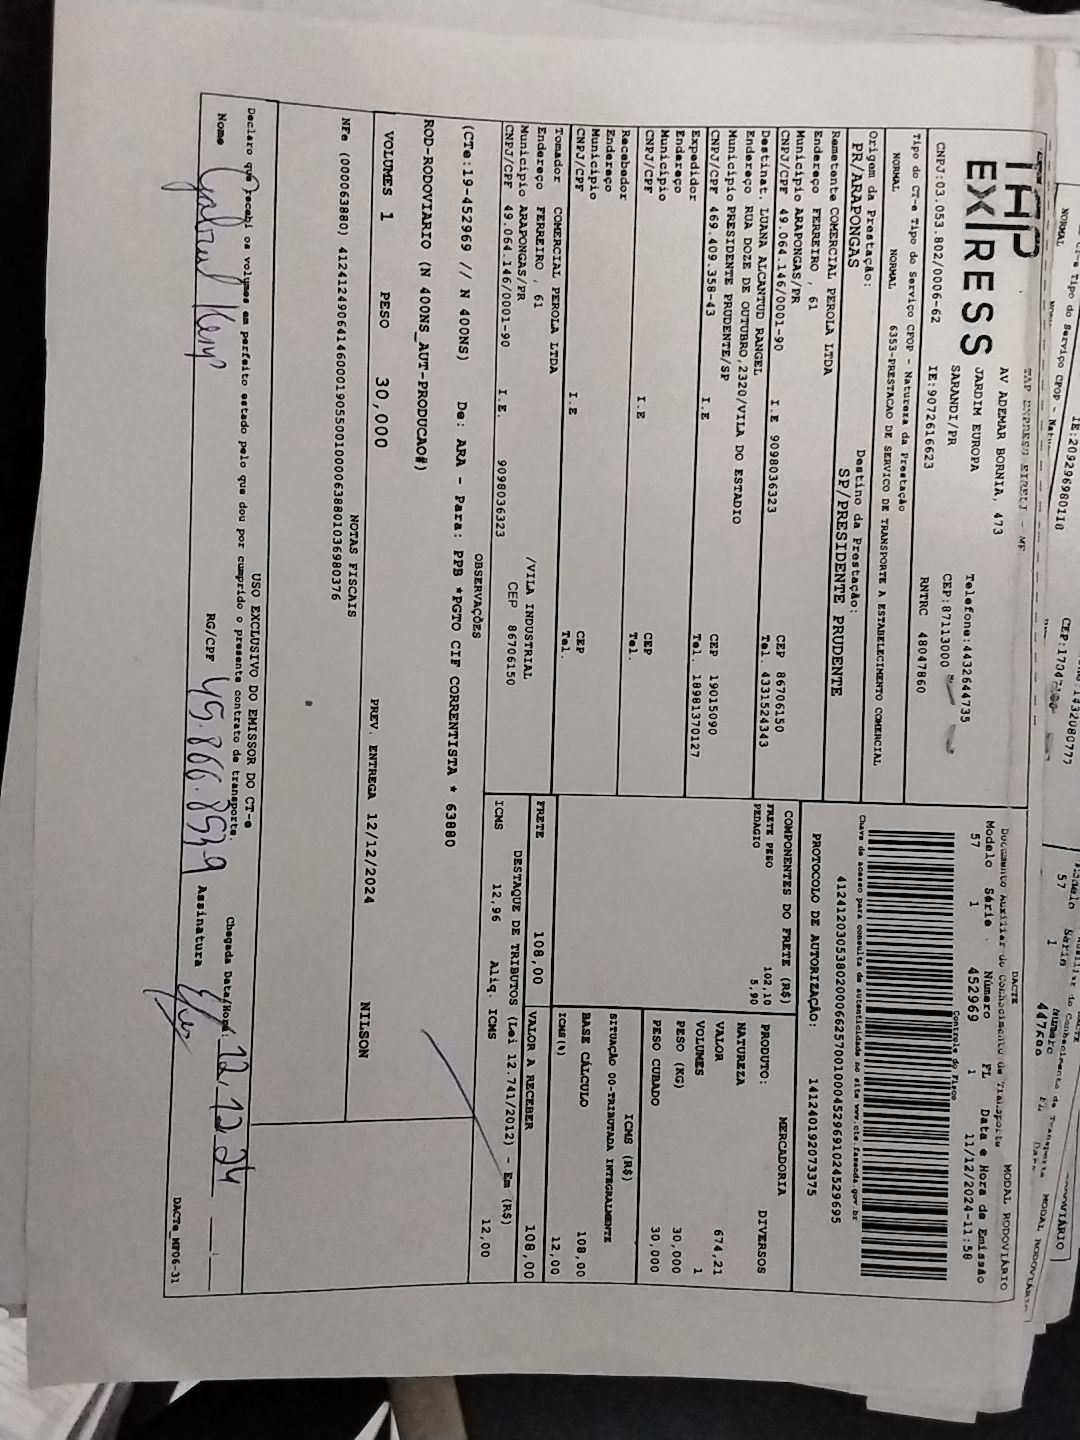 TAP EXPRESS EIRELI - ME
TAP
EXPRESS
AV ADEMAR BORNIA, 473
JARDIM EUROPA
SARANDI/PR
Telefone:4432644735
CEP:87113000
CNPJ:03.053.802/0006-62
IE:9072616623
RNTRC 48047860
Tipo do CT-e Tipo do Serviço CFOP - Natureza da Prestação
NORMAL NORMAL 6353-PRESTACAO DE SERVICO DE TRANSPORTE A ESTABELECIMENTO COMERCIAL
Origem da Prestação: Destino da Prestação:
PR/ARAPONGAS SP/PRESIDENTE PRUDENTE
Remetente COMERCIAL PEROLA LTDA
Endereço FERREIRO , 61
Município ARAPONGAS/PR CEP 86706150
CNPJ/CPF 49.064.146/0001-90 I.E 9098036323 Tel. 4331524343
Destinat. LUANA ALCANTUD RANGEL
Endereço RUA DOZE DE OUTUBRO,2320/VILA DO ESTADIO
Município PRESIDENTE PRUDENTE/SP CEP 19015090
CNPJ/CPF 469.409.358-43 I.E Tel. 18981370127
Expedidor
Endereço
Município CEP
CNPJ/CPF I.E Tel.
Recebedor
Endereço
Município CEP
CNPJ/CPF I.E Tel.
Tomador COMERCIAL PEROLA LTDA
Endereço FERREIRO , 61 /VILA INDUSTRIAL
Município ARAPONGAS/PR CEP 86706150
CNPJ/CPF 49.064.146/0001-90 I.E. 9098036323
DACTE
Documento Auxiliar do Conhecimento de Transporte MODAL RODOVIÁRIO
Modelo Série Número FL Data e Hora de Emissão
57 1 452969 1 11/12/2024-11:58
Controle do Fisco
Chave de acesso para consulta de autenticidade no site www.cte.fazenda.gov.br
41241203053802000662570010004529691024529695
PROTOCOLO DE AUTORIZAÇÃO: 141240192073375
COMPONENTES DO FRETE (R$)
FRETE PESO 102,10
PEDAGIO 5,90
MERCADORIA
PRODUTO: DIVERSOS
NATUREZA
VALOR 674,21
VOLUMES 1
PESO (KG) 30,000
PESO CUBADO 30,000
ICMS (R$)
SITUAÇÃO 00-TRIBUTADA INTEGRALMENTE
BASE CÁLCULO 108,00
ICMS(%) 12,00
FRETE 108,00 VALOR A RECEBER 108,00
DESTAQUE DE TRIBUTOS (Lei 12.741/2012) - Em (R$)
ICMS 12,96 Alíq. ICMS 12,00
OBSERVAÇÕES
(CTe:19-452969 // N 400NS) De: ARA - Para: PPB *PGTO CIF CORRENTISTA * 63880
ROD-RODOVIARIO (N 400NS_AUT-PRODUCAO#)
VOLUMES 1 PESO 30,000 PREV. ENTREGA 12/12/2024 NILSON
NOTAS FISCAIS
NFe (000063880) 41241249064146000190550010000638801036980376
USO EXCLUSIVO DO EMISSOR DO CT-e
Declaro que recebi os volumes em perfeito estado pelo que dou por cumprido o presente contrato de transporte.
Chegada Data/Hora: 12.12.24
Nome Gabriel RG/CPF Assinatura
DACTe_MF06-31
IE:209296980110
NORMAL